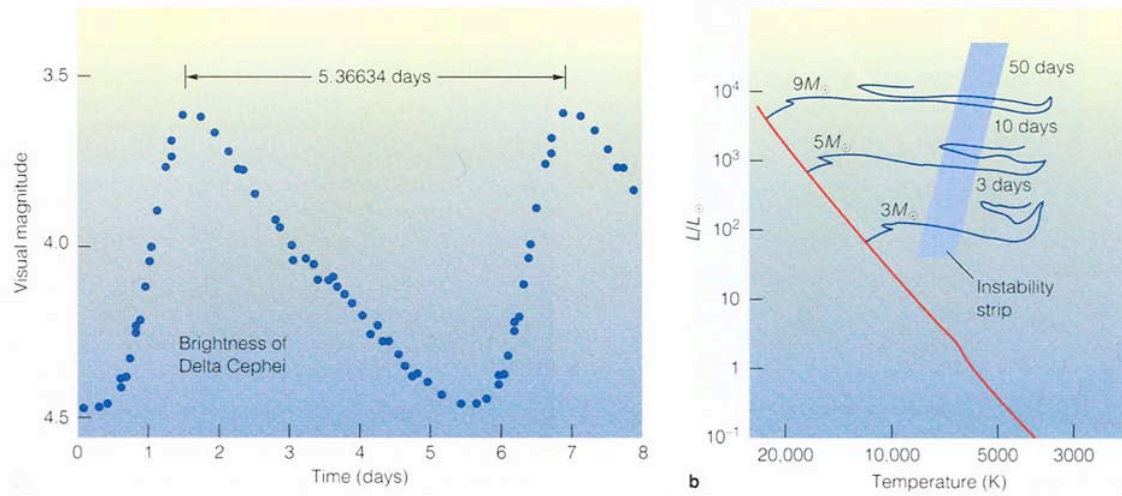 3.5
4.0
4.5
Visual magnitude
5.36634 days
Brightness of
Delta Cephei
0 1 2 3 4 5 6 7 8
Time (days)
10⁴
10³
10²
10
1
10⁻¹
L/L☉
9M☉
5M☉
3M☉
50 days
10 days
3 days
Instability
strip
20.000 10.000 5000 3000
b Temperature (K)